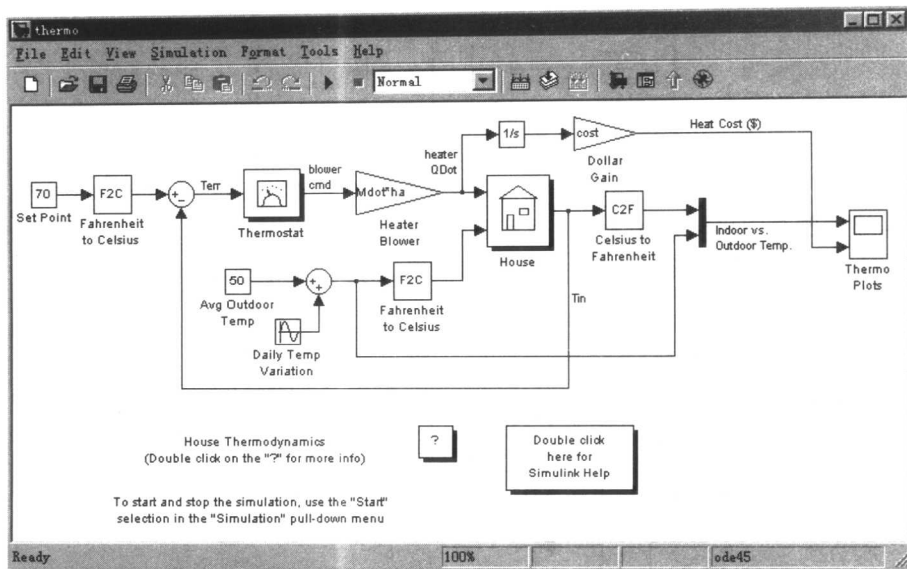 thermo
File Edit View Simulation Format Tools Help
Normal
Heat Cost ($)
1/s
cost
heater
QDot
Dollar
Gain
blower
cmd
70
F2C
Terr
Mdot*ha
C2F
Set Point
Fahrenheit
to Celsius
Thermostat
Heater
Blower
House
Celsius to
Fahrenheit
Indoor vs.
Outdoor Temp.
Thermo
Plots
50
F2C
Avg Outdoor
Temp
Fahrenheit
to Celsius
Tin
Daily Temp
Variation
House Thermodynamics
(Double click on the "?" for more info)
?
Double click
here for
Simulink Help
To start and stop the simulation, use the "Start"
selection in the "Simulation" pull-down menu
Ready
100%
ode45